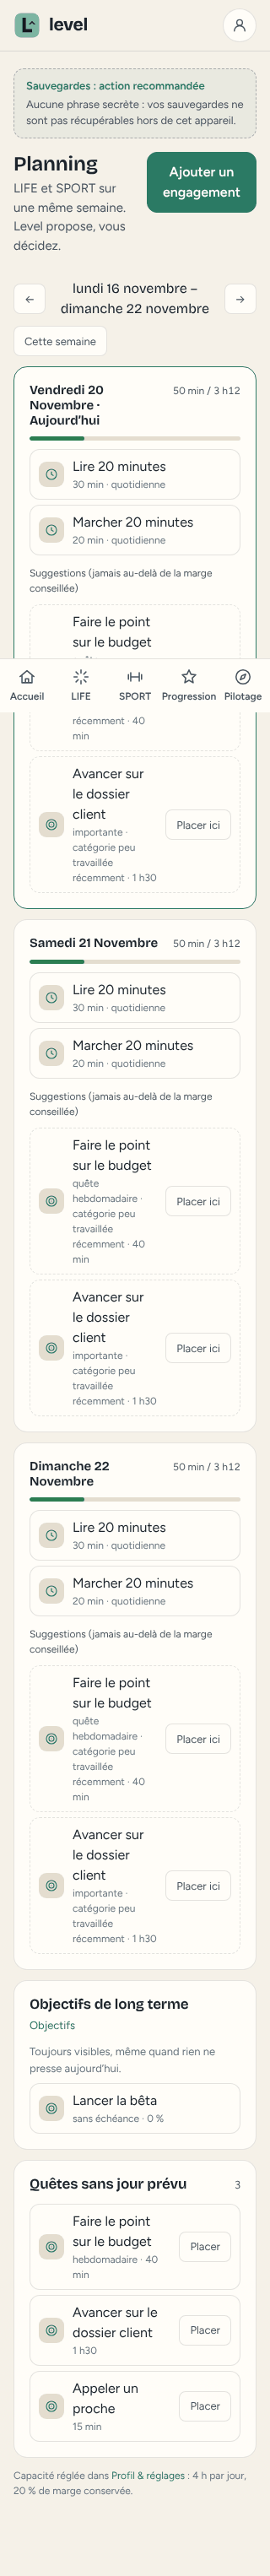 level
Sauvegardes : action recommandée
Aucune phrase secrète : vos sauvegardes ne
sont pas récupérables hors de cet appareil.
Planning
LIFE et SPORT sur
une même semaine.
Level propose, vous
décidez.
Ajouter un
engagement
←
lundi 16 novembre –
dimanche 22 novembre
→
Cette semaine
Vendredi 20
Novembre ·
Aujourd'hui
50 min / 3 h12
Lire 20 minutes
30 min · quotidienne
Marcher 20 minutes
20 min · quotidienne
Suggestions (jamais au-delà de la marge
conseillée)
Faire le point
sur le budget
Accueil
LIFE
SPORT
Progression
Pilotage
récemment · 40
min
Avancer sur
le dossier
client
importante ·
catégorie peu
travaillée
récemment · 1 h30
Placer ici
Samedi 21 Novembre
50 min / 3 h12
Lire 20 minutes
30 min · quotidienne
Marcher 20 minutes
20 min · quotidienne
Suggestions (jamais au-delà de la marge
conseillée)
Faire le point
sur le budget
quête
hebdomadaire ·
catégorie peu
travaillée
récemment · 40
min
Placer ici
Avancer sur
le dossier
client
importante ·
catégorie peu
travaillée
récemment · 1 h30
Placer ici
Dimanche 22
Novembre
50 min / 3 h12
Lire 20 minutes
30 min · quotidienne
Marcher 20 minutes
20 min · quotidienne
Suggestions (jamais au-delà de la marge
conseillée)
Faire le point
sur le budget
quête
hebdomadaire ·
catégorie peu
travaillée
récemment · 40
min
Placer ici
Avancer sur
le dossier
client
importante ·
catégorie peu
travaillée
récemment · 1 h30
Placer ici
Objectifs de long terme
Objectifs
Toujours visibles, même quand rien ne
presse aujourd'hui.
Lancer la bêta
sans échéance · 0 %
Quêtes sans jour prévu
3
Faire le point
sur le budget
hebdomadaire · 40
min
Placer
Avancer sur le
dossier client
1 h30
Placer
Appeler un
proche
15 min
Placer
Capacité réglée dans Profil & réglages : 4 h par jour,
20 % de marge conservée.